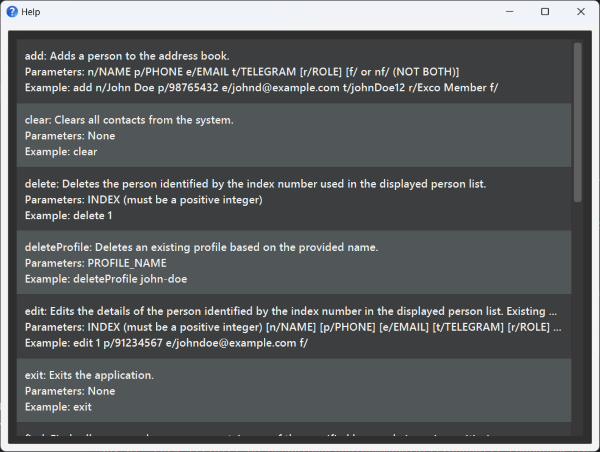 Help
add: Adds a person to the address book.
Parameters: n/NAME p/PHONE e/EMAIL t/TELEGRAM [r/ROLE] [f/ or nf/ (NOT BOTH)]
Example: add n/John Doe p/98765432 e/johnd@example.com t/johnDoe12 r/Exco Member f/
clear: Clears all contacts from the system.
Parameters: None
Example: clear
delete: Deletes the person identified by the index number used in the displayed person list.
Parameters: INDEX (must be a positive integer)
Example: delete 1
deleteProfile: Deletes an existing profile based on the provided name.
Parameters: PROFILE_NAME
Example: deleteProfile john-doe
edit: Edits the details of the person identified by the index number in the displayed person list. Existing ...
Parameters: INDEX (must be a positive integer) [n/NAME] [p/PHONE] [e/EMAIL] [t/TELEGRAM] [r/ROLE] ...
Example: edit 1 p/91234567 e/johndoe@example.com f/
exit: Exits the application.
Parameters: None
Example: exit